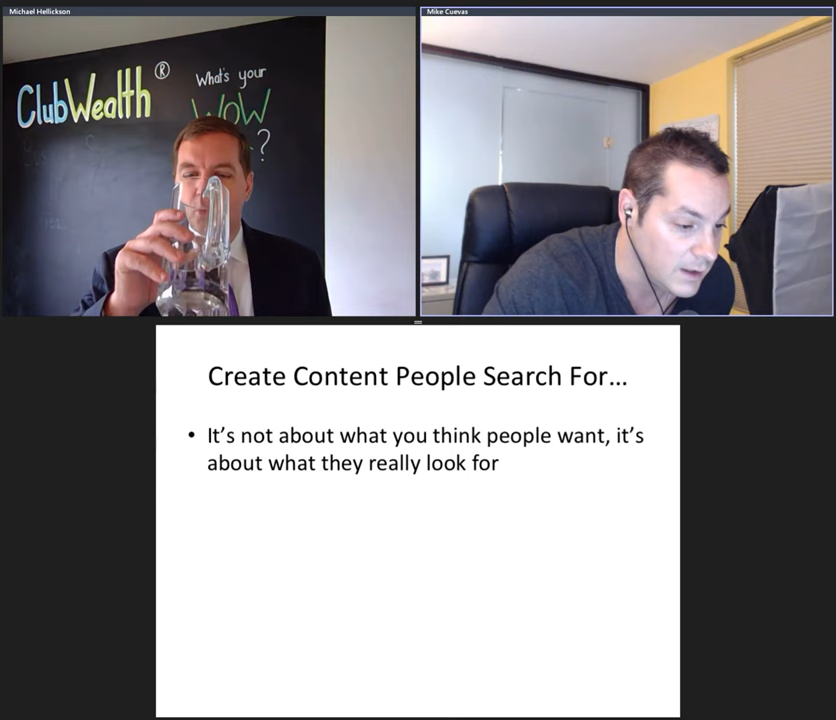 Michael Hellickson
Mike Cuevas
ClubWealth®
What's your
WOW
?
Create Content People Search For…
• It's not about what you think people want, it's
about what they really look for